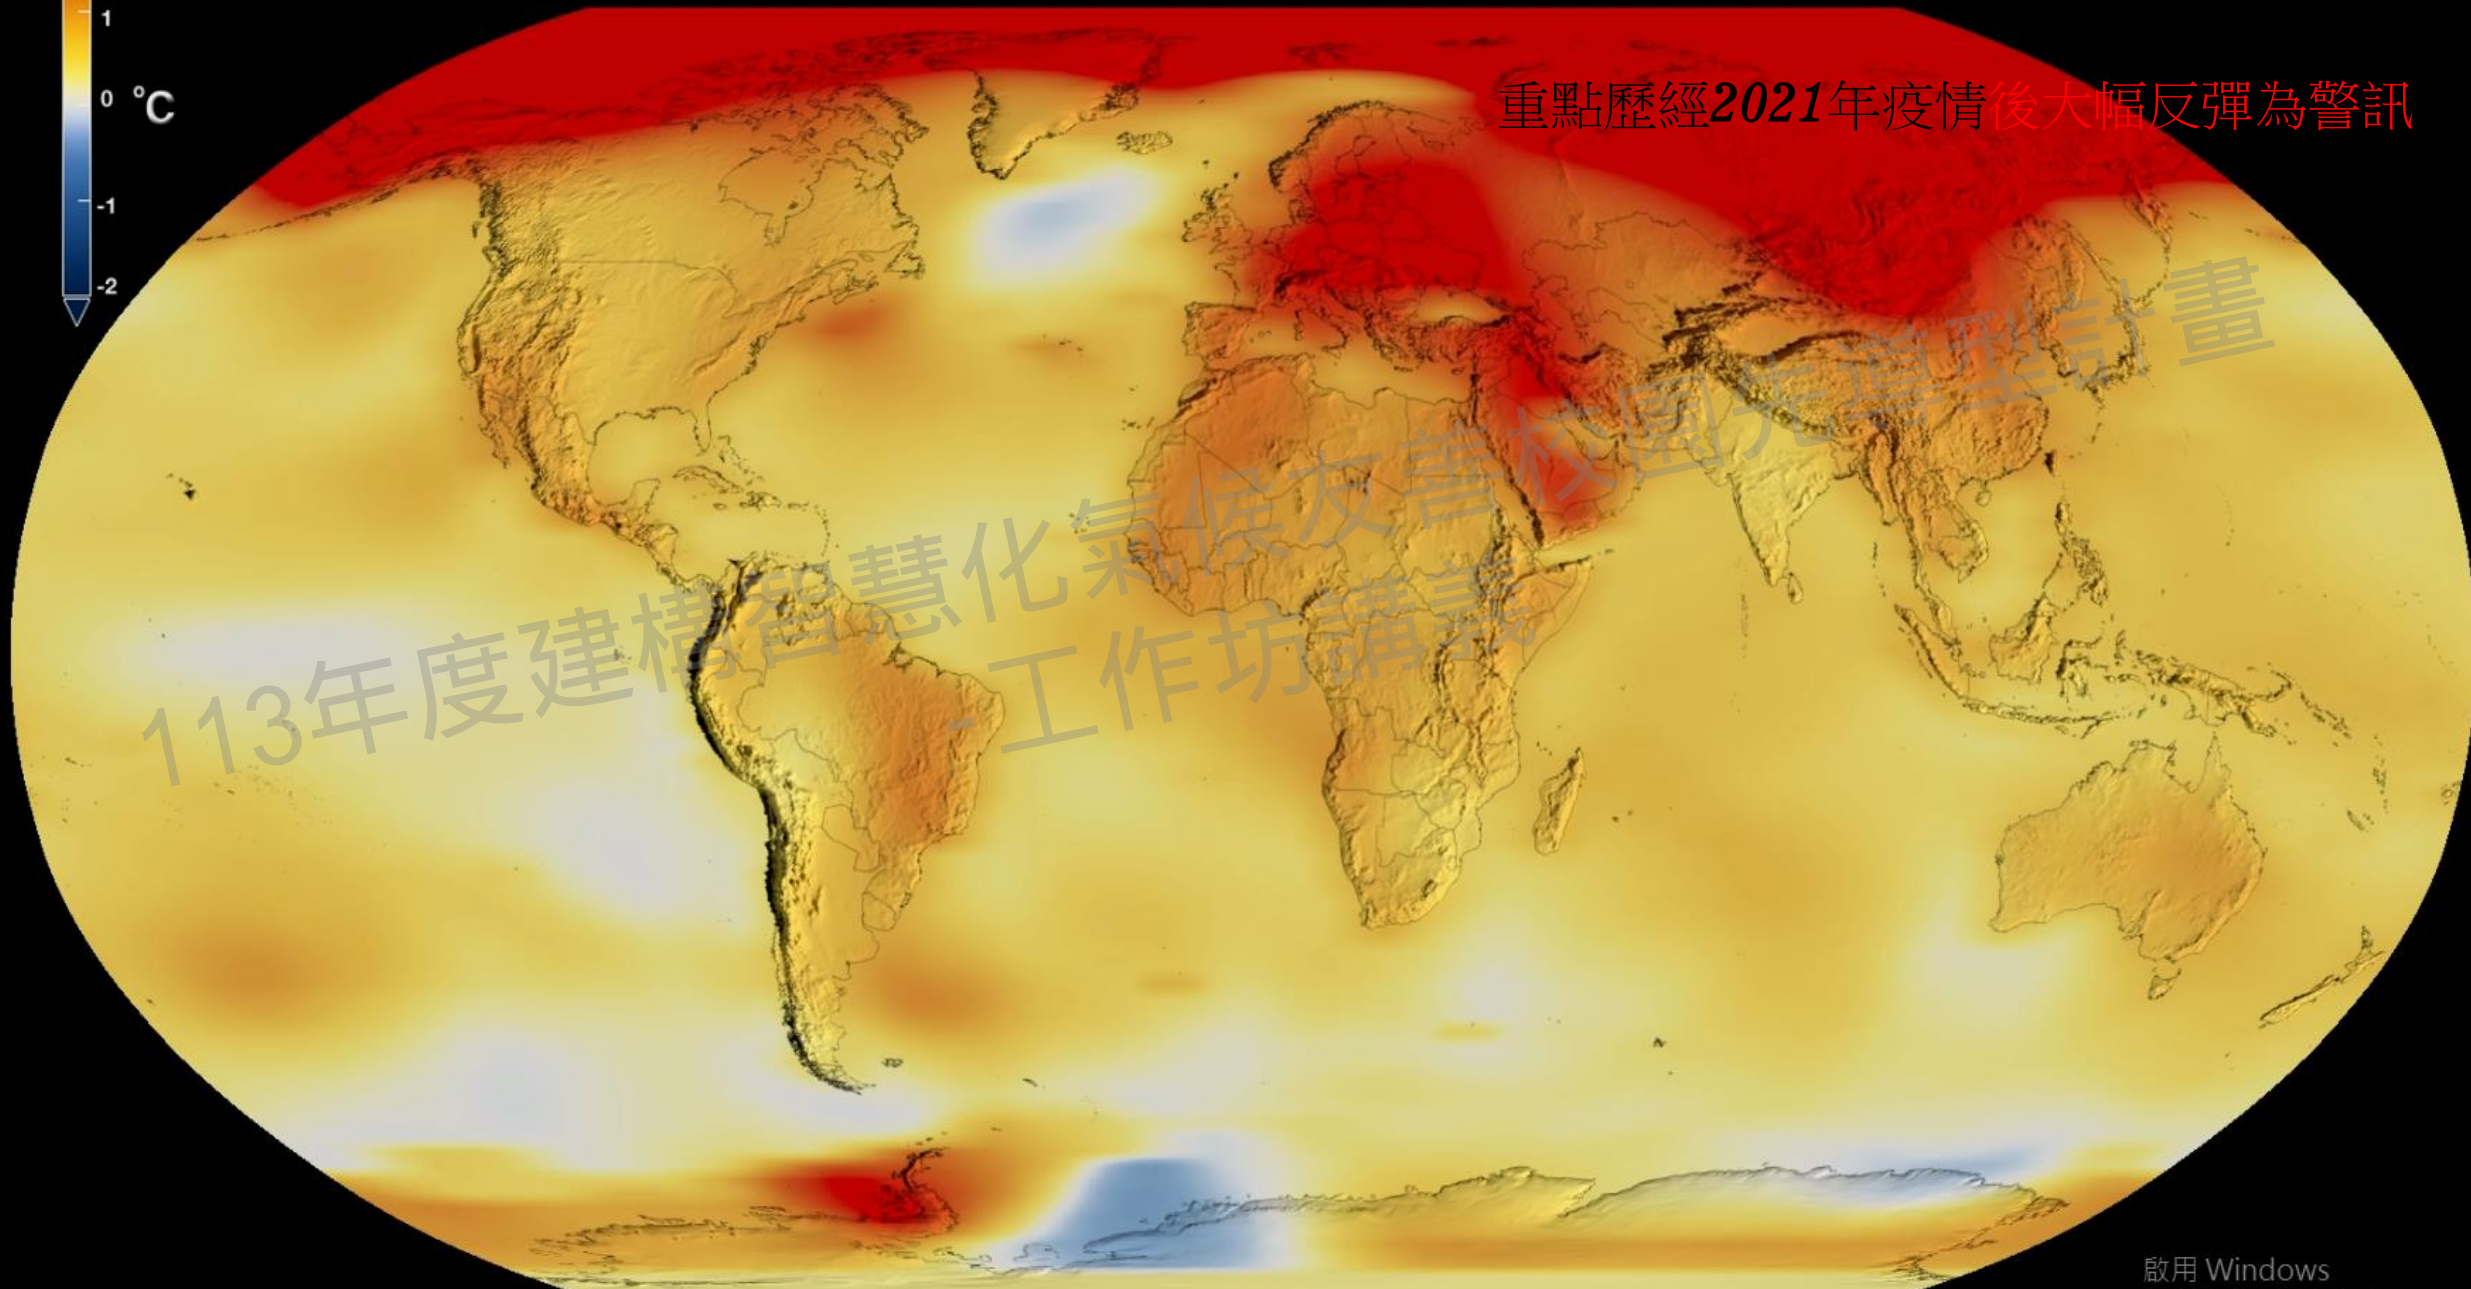 1
0 °C
-1
-2
重點歷經2021年疫情後大幅反彈為警訊
113年度建構智慧化氣候友善校園先導型計畫
-工作坊講義
啟用 Windows